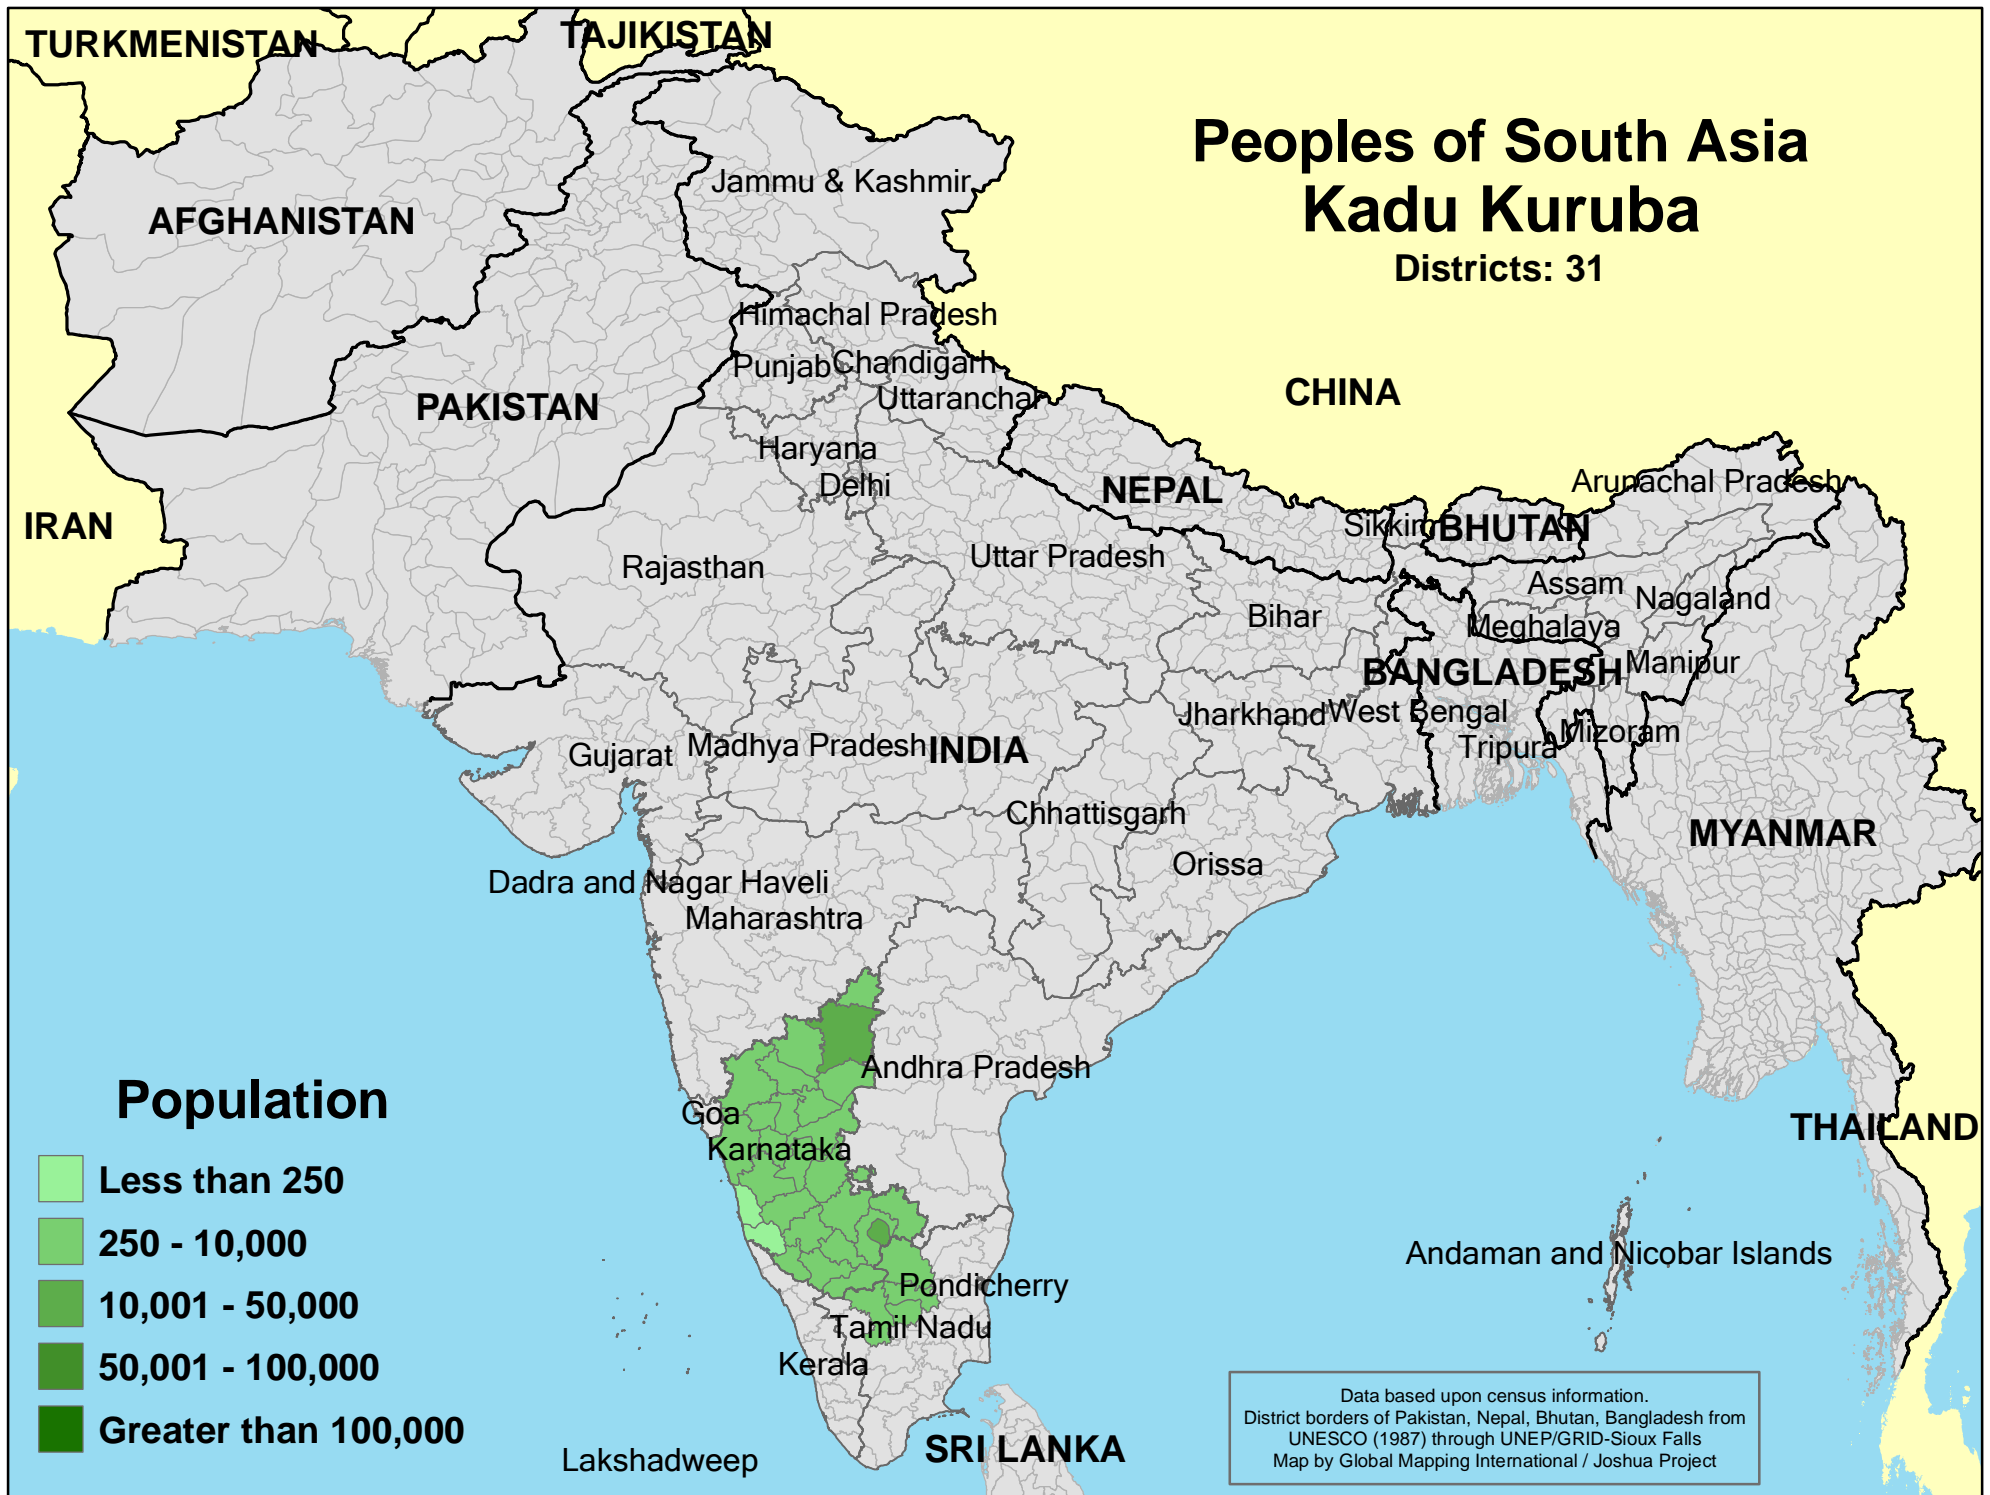 TURKMENISTAN
TAJIKISTAN
Peoples of South Asia
Kadu Kuruba
Districts: 31
Jammu & Kashmir
AFGHANISTAN
Himachal Pradesh
Punjab
Chandigarh
CHINA
Uttaranchal
PAKISTAN
Haryana
Delhi
NEPAL
Arunachal Pradesh
IRAN
Sikkim
BHUTAN
Uttar Pradesh
Rajasthan
Assam
Nagaland
Bihar
Meghalaya
BANGLADESH
Manipur
Jharkhand
West Bengal
Mizoram
Tripura
Gujarat
Madhya Pradesh
INDIA
Chhattisgarh
MYANMAR
Orissa
Dadra and Nagar Haveli
Maharashtra
Andhra Pradesh
Goa
Karnataka
THAILAND
Andaman and Nicobar Islands
Pondicherry
Tamil Nadu
Kerala
Lakshadweep
SRI LANKA
Population
Less than 250
250 - 10,000
10,001 - 50,000
50,001 - 100,000
Greater than 100,000
Data based upon census information.
District borders of Pakistan, Nepal, Bhutan, Bangladesh from
UNESCO (1987) through UNEP/GRID-Sioux Falls
Map by Global Mapping International / Joshua Project